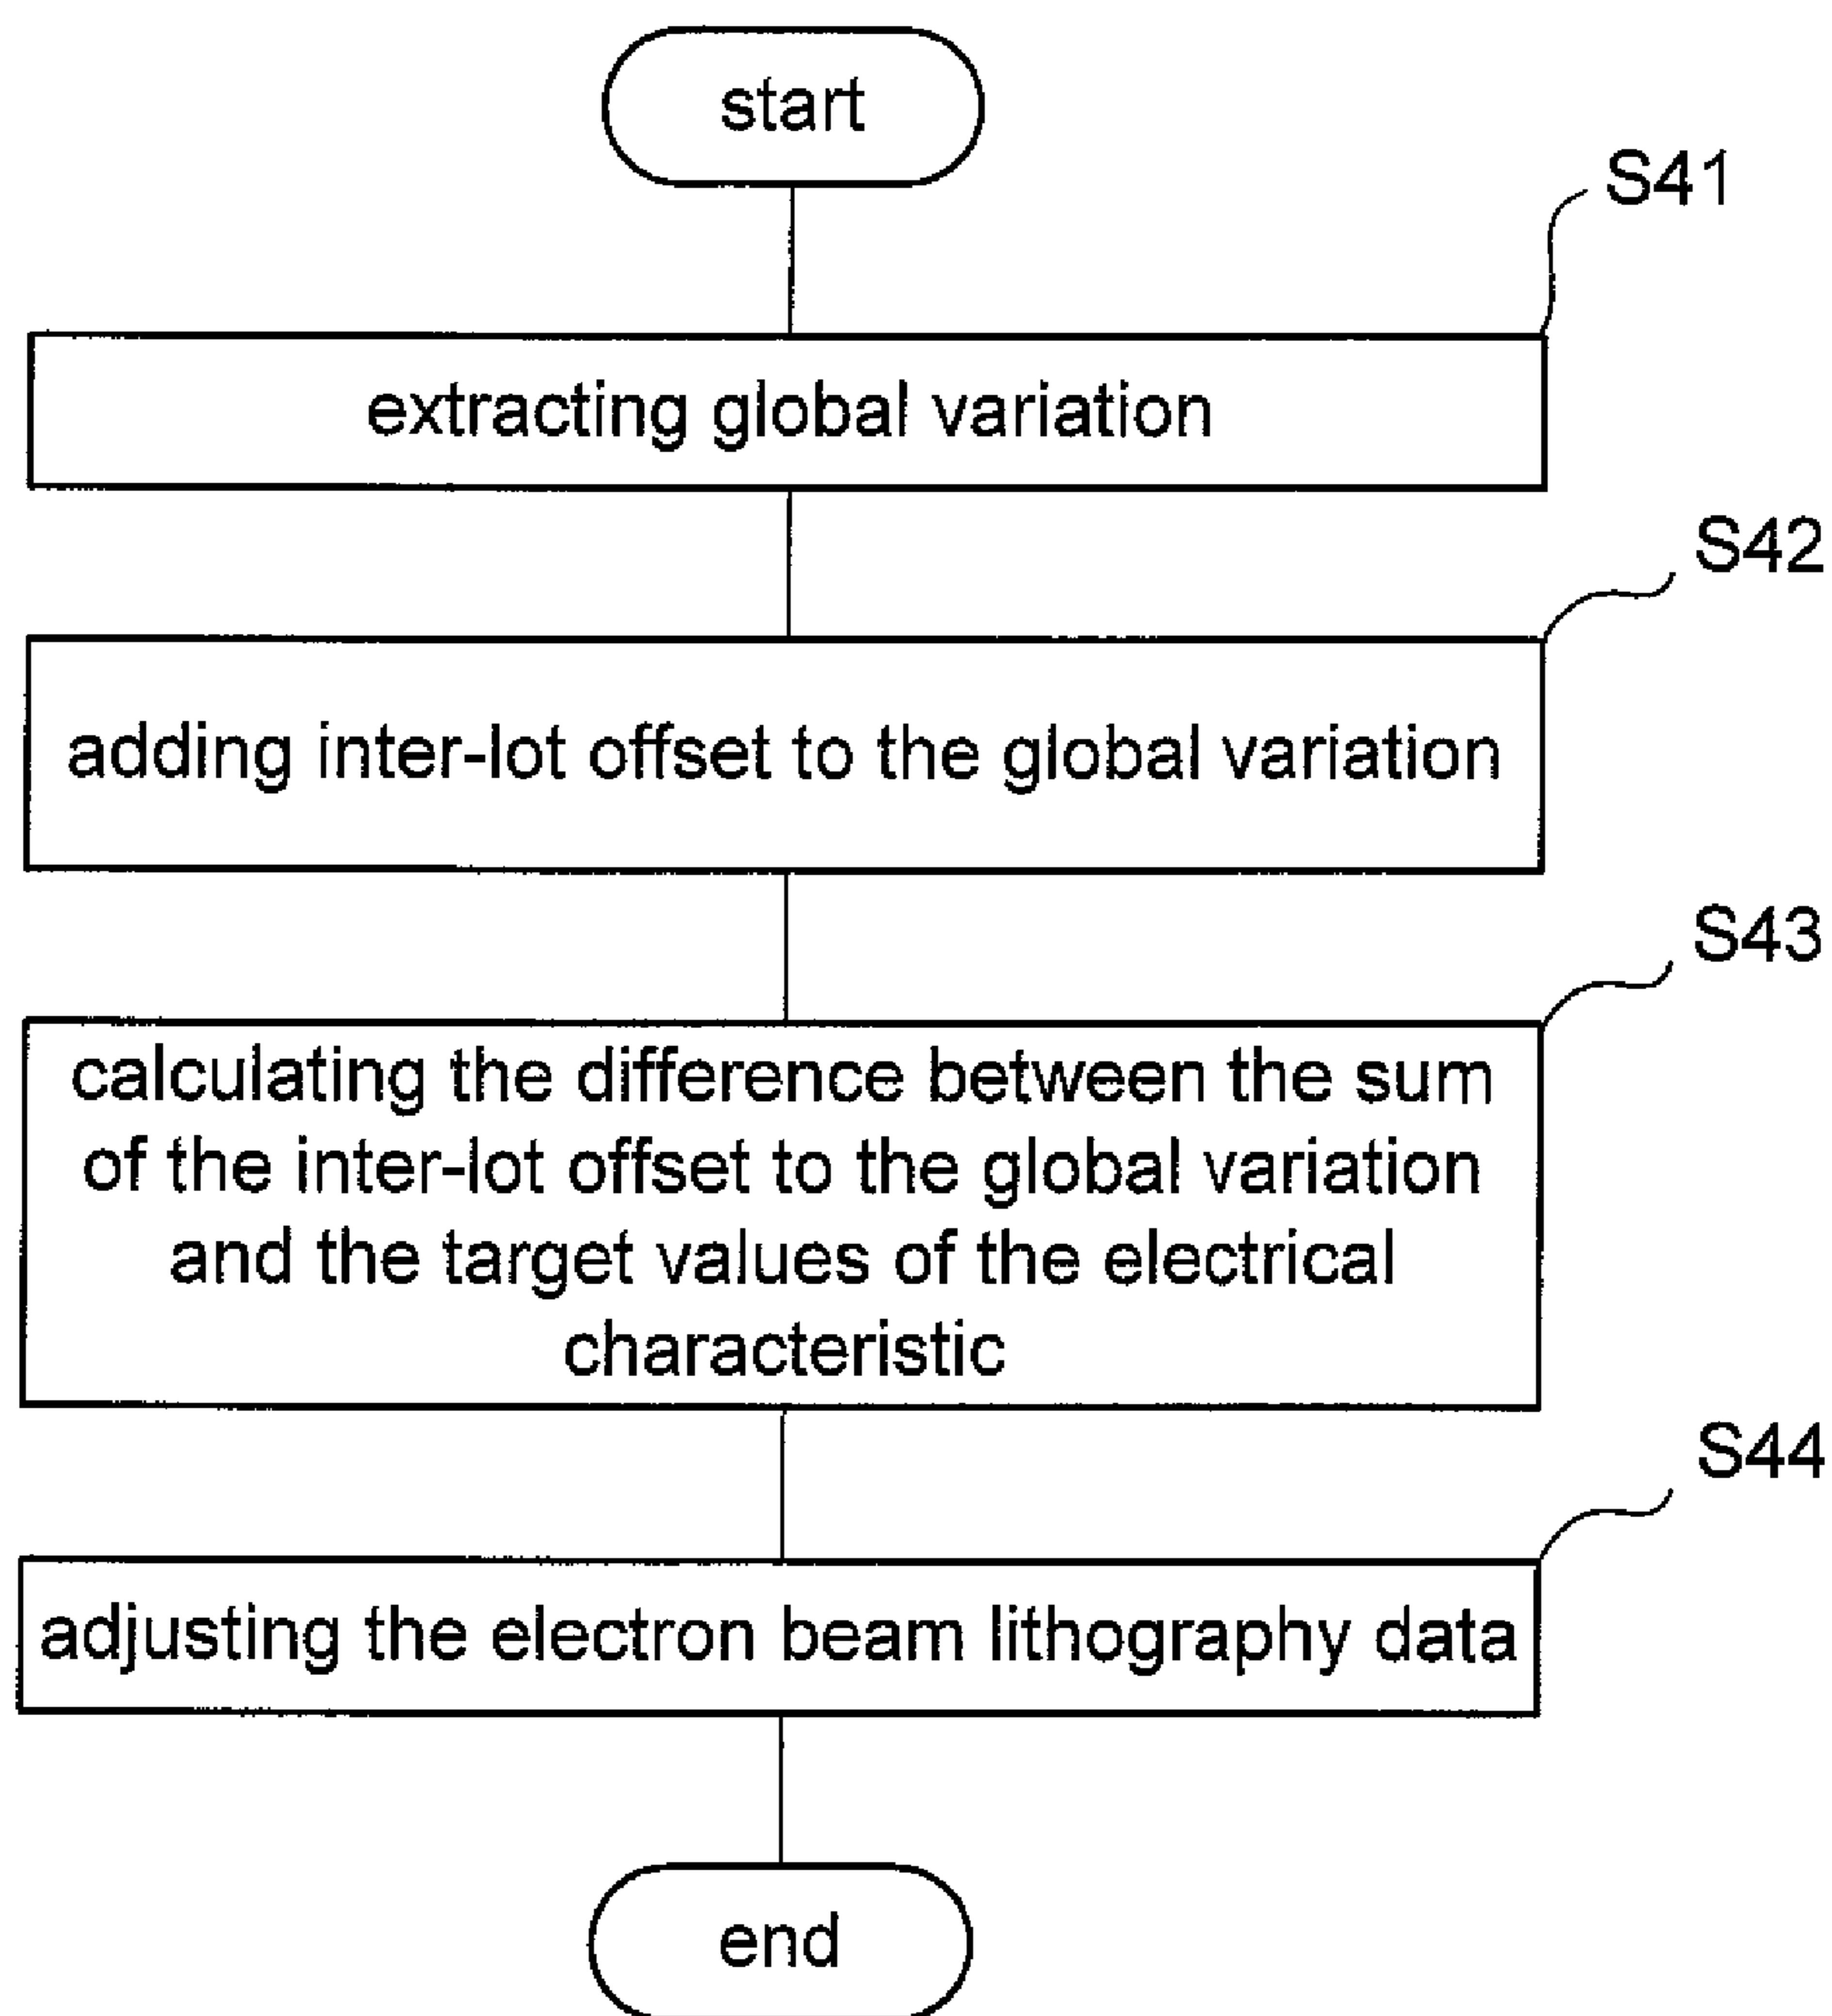 start
S41
extracting global variation
S42
adding inter-lot offset to the global variation
S43
calculating the difference between the sum
of the inter-lot offset to the global variation
and the target values of the electrical
characteristic
S44
adjusting the electron beam lithography data
end